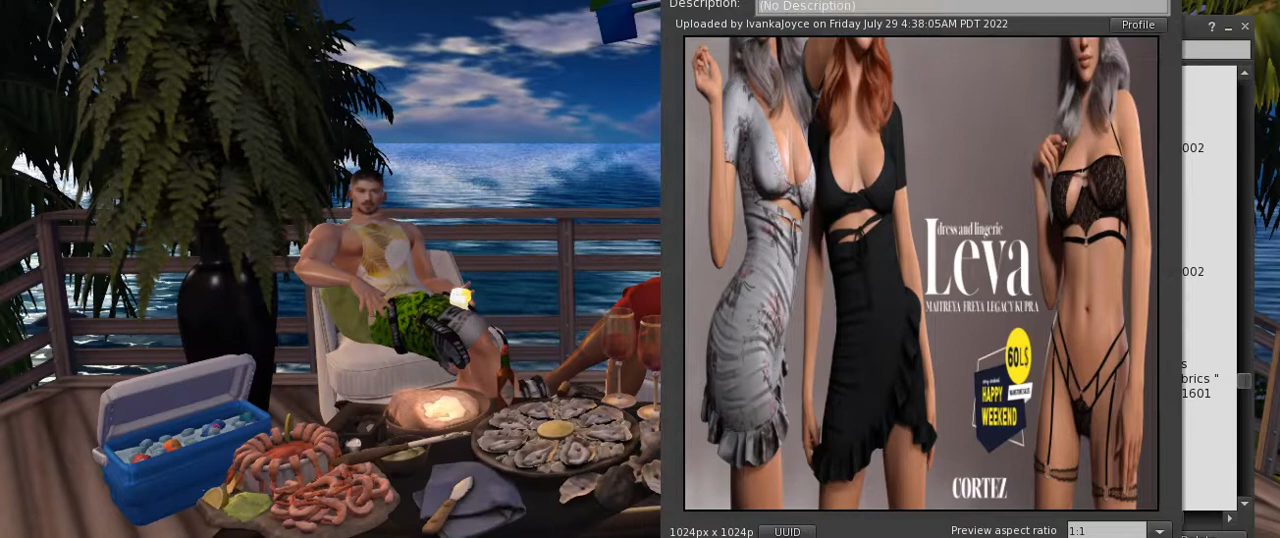 Description:
(No Description)
Uploaded by IvankaJoyce on Friday July 29 4:38:05AM PDT 2022
Profile
? _ ×
dress and lingerie
Leva
MAITREYA FREYA LEGACY KUPRA
60L$
HAPPY
WEEKEND
CORTEZ
002
002
s
brics "
1601
1024px x 1024p
UUID
Preview aspect ratio
1:1